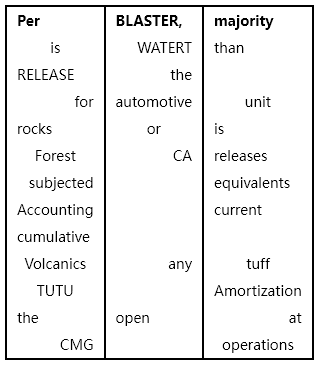 Per BLASTER, majority
is WATERT than
RELEASE the
for automotive unit
rocks or is
Forest CA releases
subjected equivalents
Accounting current
cumulative
Volcanics any tuff
TUTU Amortization
the open at
CMG operations